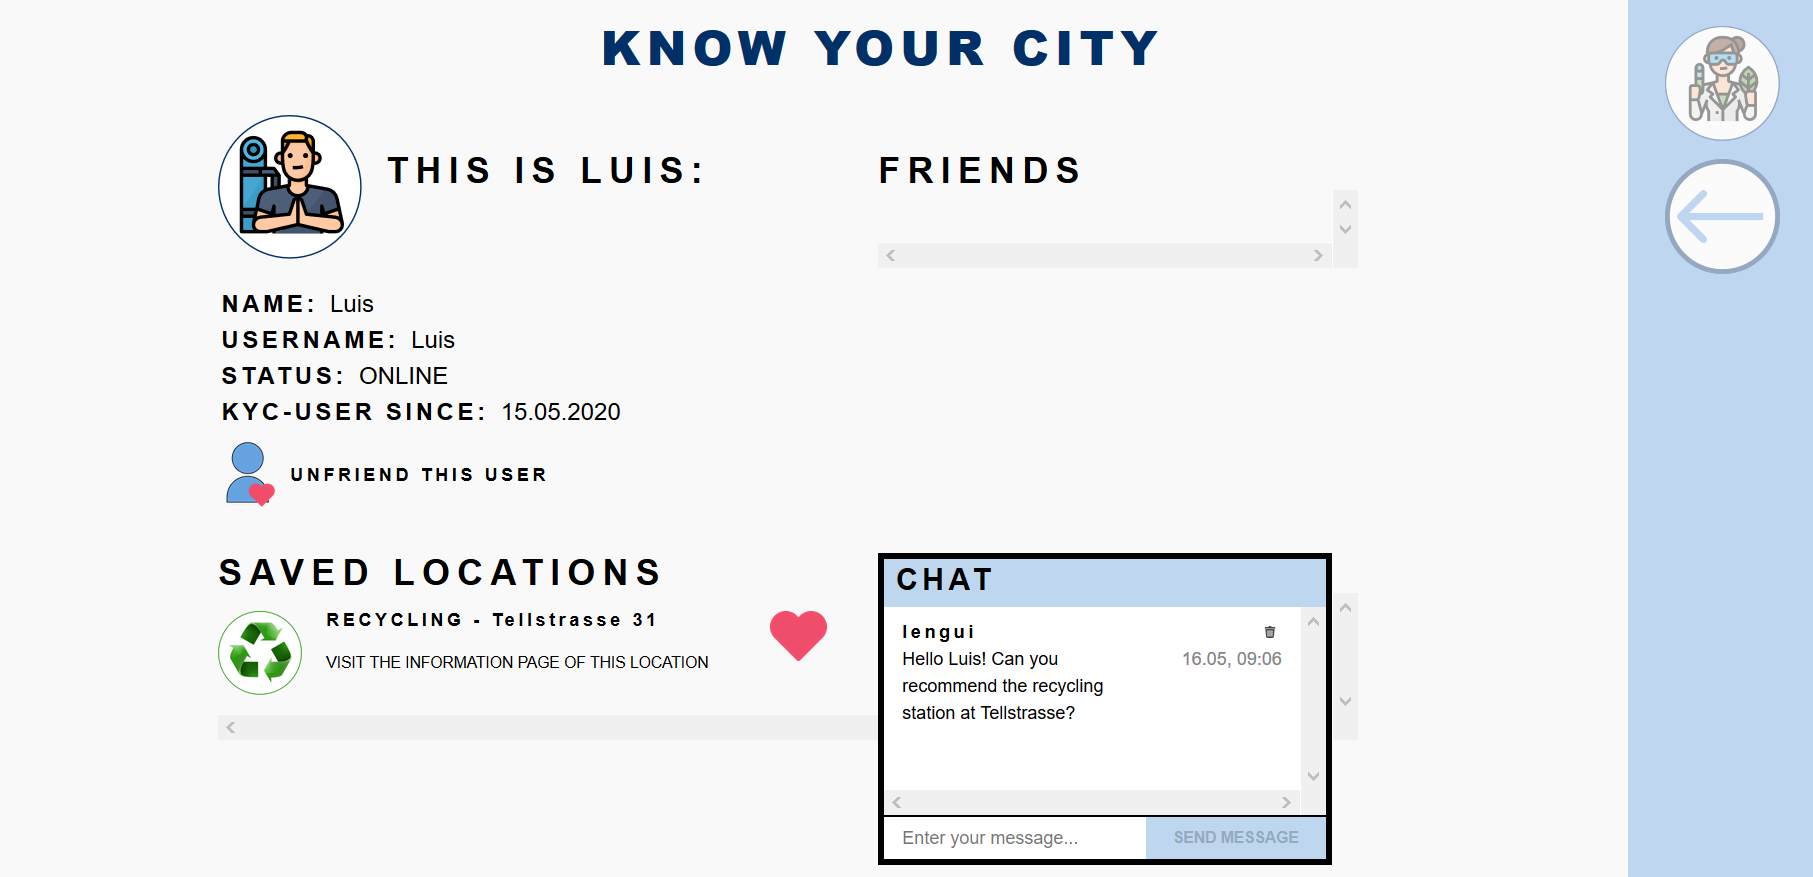 KNOW YOUR CITY
THIS IS LUIS:
FRIENDS
NAME: Luis
USERNAME: Luis
STATUS: ONLINE
KYC-USER SINCE: 15.05.2020
UNFRIEND THIS USER
SAVED LOCATIONS
RECYCLING - Tellstrasse 31
VISIT THE INFORMATION PAGE OF THIS LOCATION
CHAT
lengui
Hello Luis! Can you
16.05, 09:06
recommend the recycling
station at Tellstrasse?
Enter your message...
SEND MESSAGE